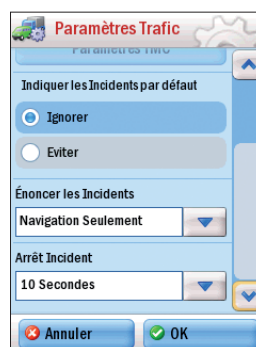 Paramètres Trafic
Paramètres TMC
Indiquer les Incidents par défaut
Ignorer
Eviter
Énoncer les Incidents
Navigation Seulement
Arrêt Incident
10 Secondes
Annuler
OK